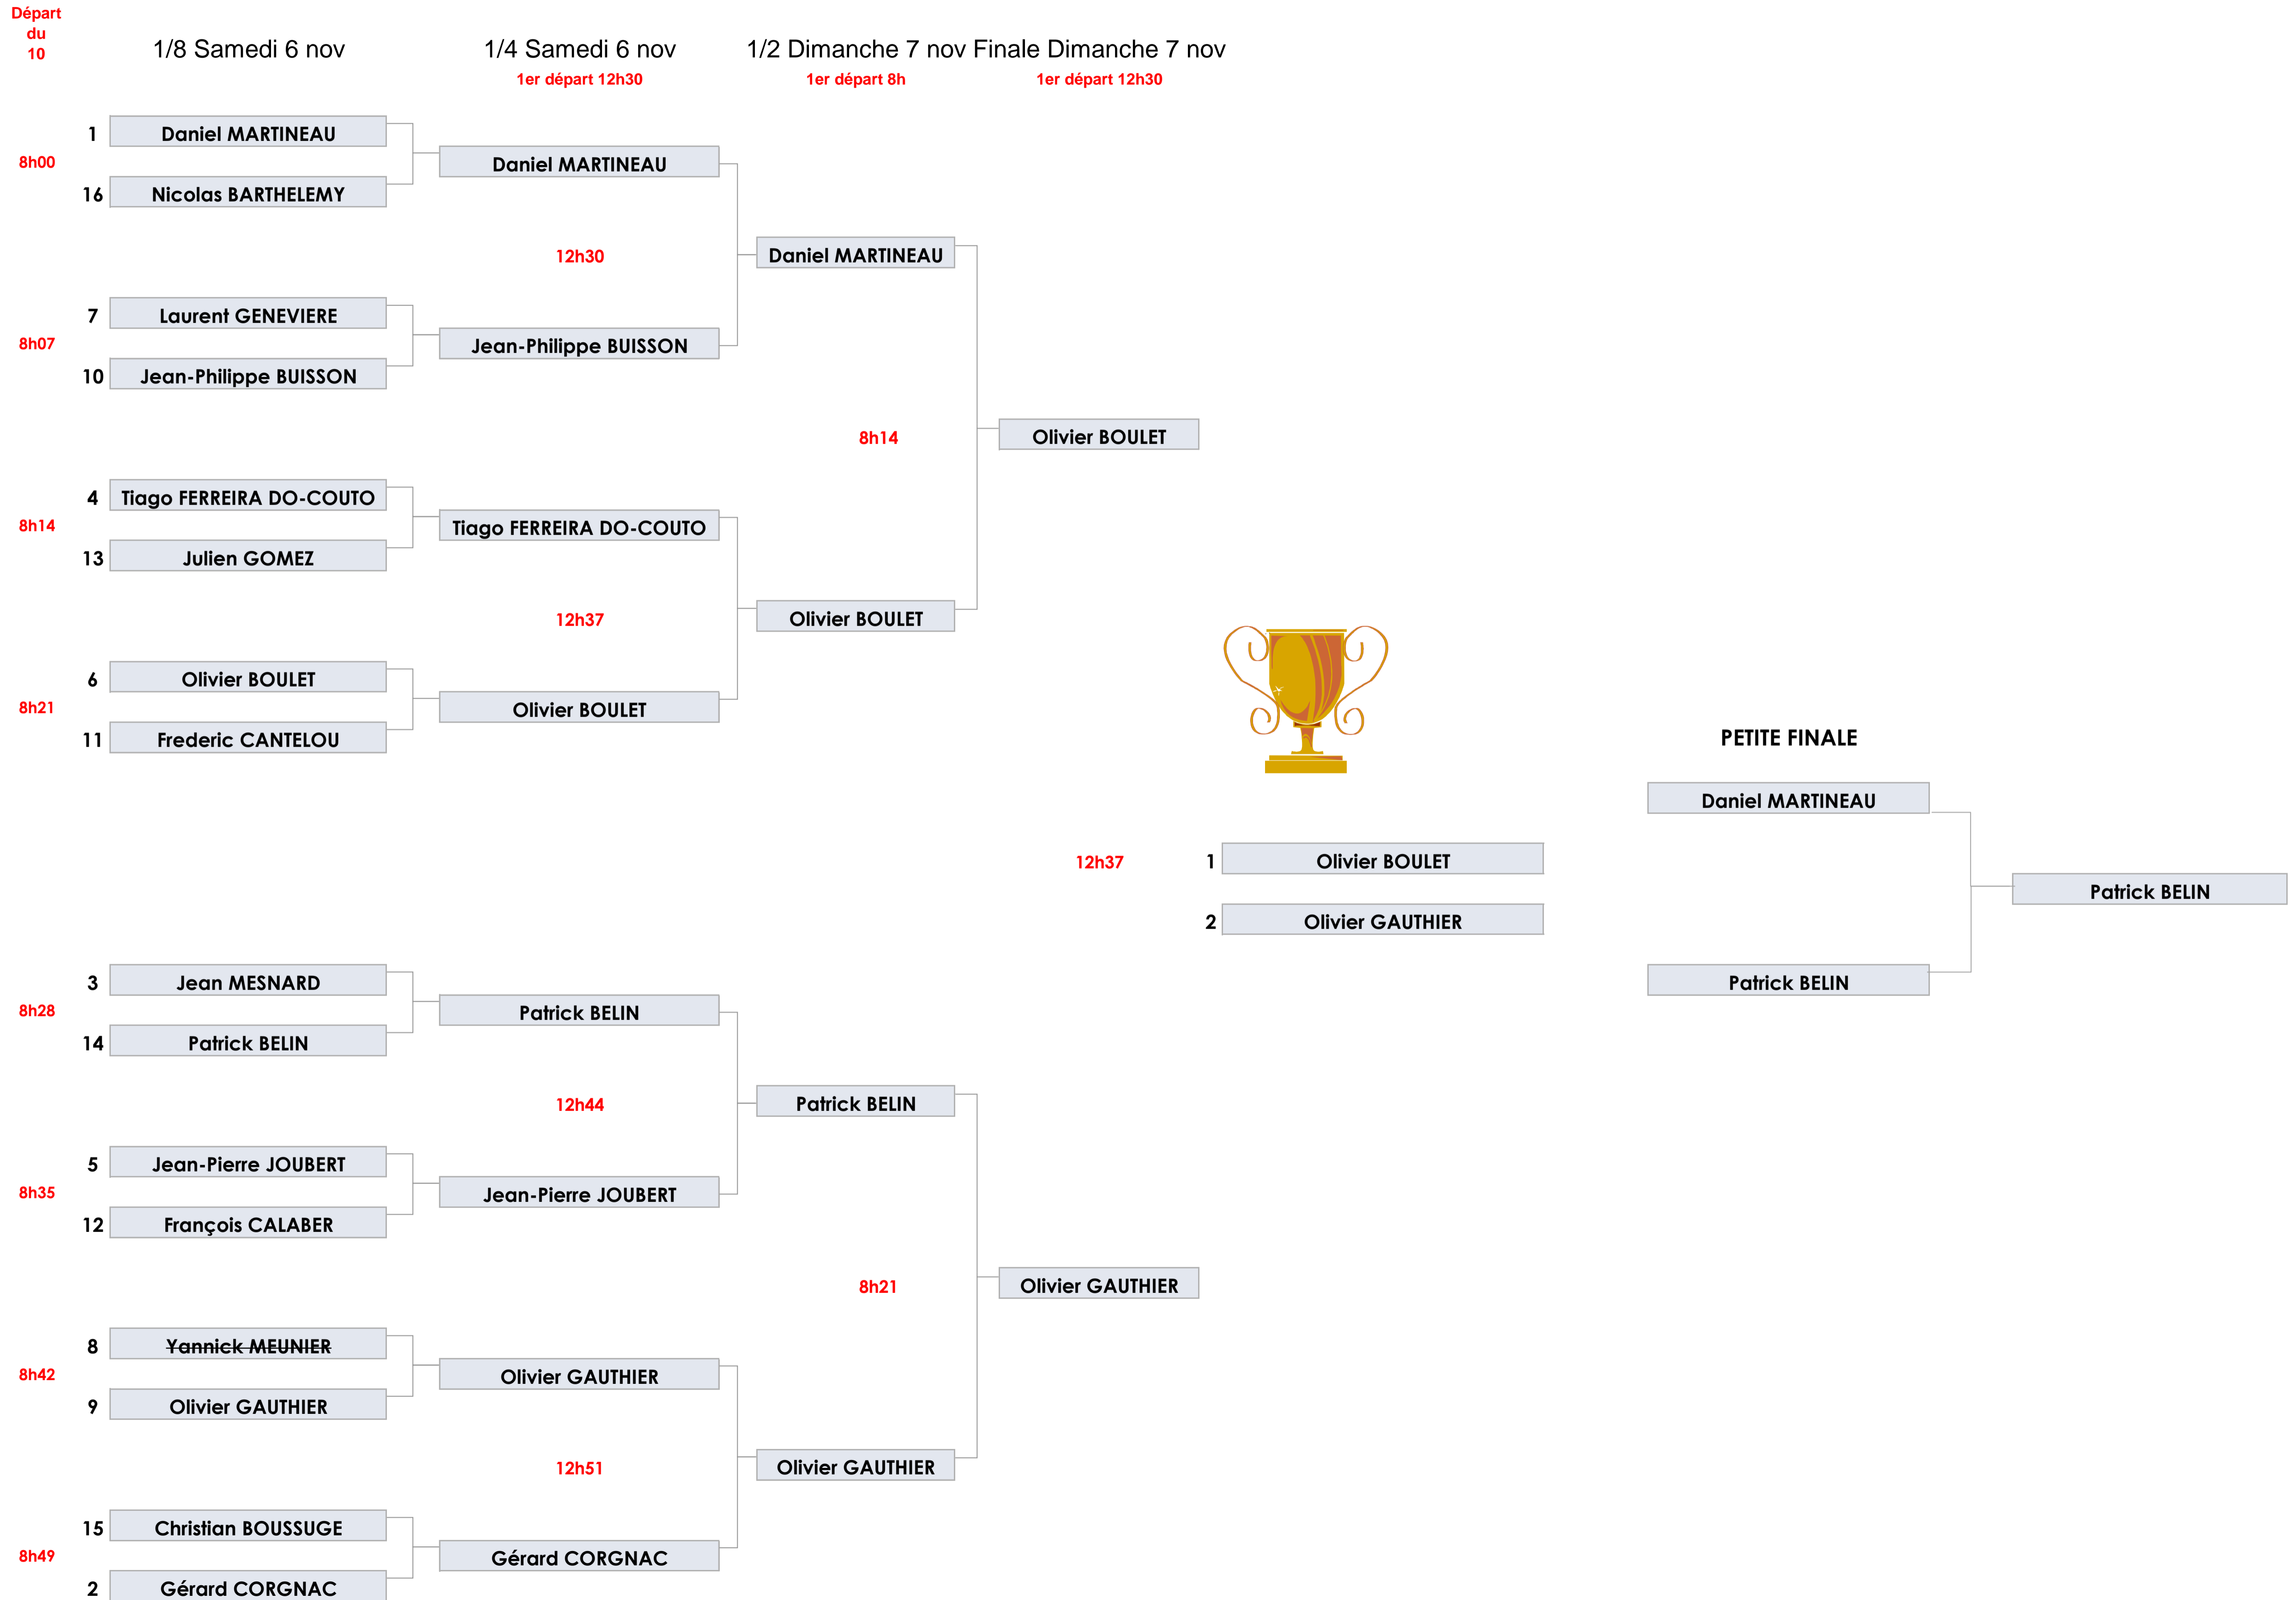 Départ
du
10
1/8 Samedi 6 nov
1/4 Samedi 6 nov
1/2 Dimanche 7 nov
Finale Dimanche 7 nov
1er départ 12h30
1er départ 8h
1er départ 12h30
1 Daniel MARTINEAU
8h00
16 Nicolas BARTHELEMY
Daniel MARTINEAU
12h30
Daniel MARTINEAU
7 Laurent GENEVIERE
8h07
10 Jean-Philippe BUISSON
Jean-Philippe BUISSON
8h14
Olivier BOULET
4 Tiago FERREIRA DO-COUTO
8h14
13 Julien GOMEZ
Tiago FERREIRA DO-COUTO
12h37
Olivier BOULET
6 Olivier BOULET
8h21
11 Frederic CANTELOU
Olivier BOULET
PETITE FINALE
Daniel MARTINEAU
12h37
1 Olivier BOULET
2 Olivier GAUTHIER
Patrick BELIN
Patrick BELIN
3 Jean MESNARD
8h28
14 Patrick BELIN
Patrick BELIN
12h44
Patrick BELIN
5 Jean-Pierre JOUBERT
8h35
12 François CALABER
Jean-Pierre JOUBERT
8h21
Olivier GAUTHIER
8 Yannick MEUNIER
8h42
9 Olivier GAUTHIER
Olivier GAUTHIER
12h51
Olivier GAUTHIER
15 Christian BOUSSUGE
8h49
2 Gérard CORGNAC
Gérard CORGNAC